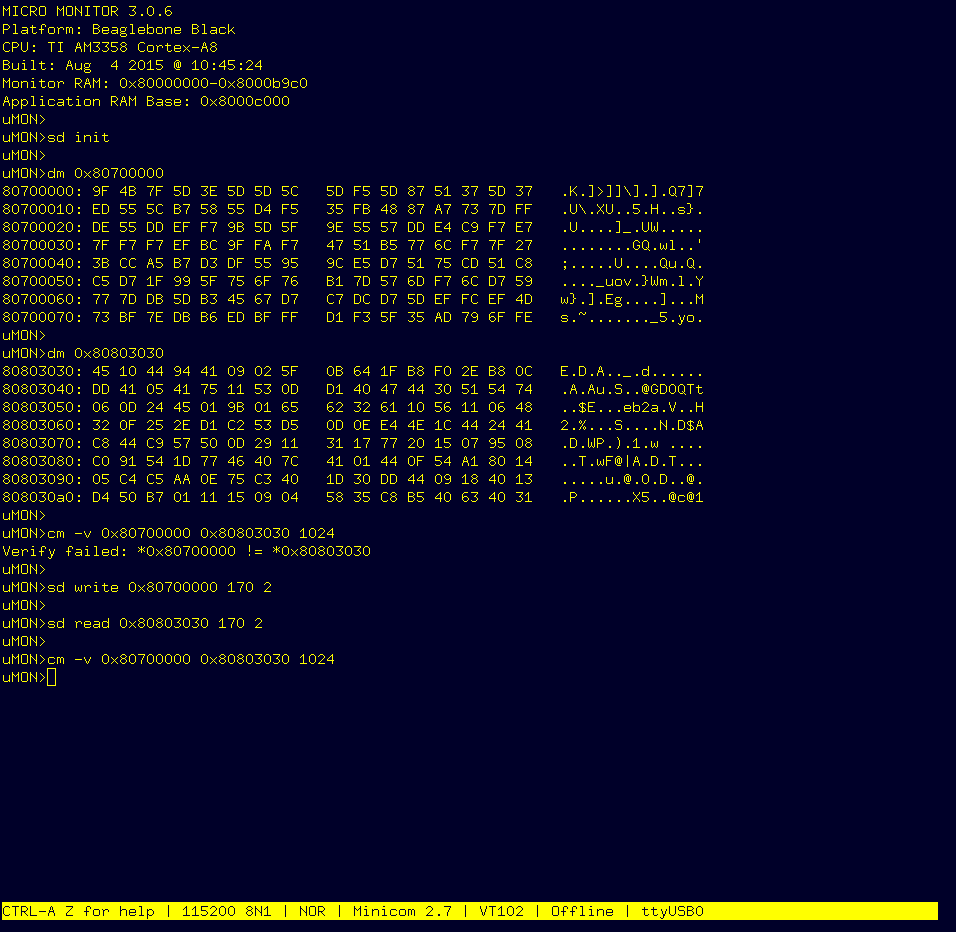 MICRO MONITOR 3.0.6
Platform: Beaglebone Black
CPU: TI AM3358 Cortex-A8
Built: Aug  4 2015 @ 10:45:24
Monitor RAM: 0x80000000-0x8000b9c0
Application RAM Base: 0x8000c000
uMON>
uMON>sd init
uMON>
uMON>dm 0x80700000
80700000: 9F 4B 7F 5D 3E 5D 5D 5C   5D F5 5D 87 51 37 5D 37   .K.]>]]\].].Q7]7
80700010: ED 55 5C B7 58 55 D4 F5   35 FB 48 87 A7 73 7D FF   .U\.XU..5.H..s}.
80700020: DE 55 DD EF F7 9B 5D 5F   9E 55 57 DD E4 C9 F7 E7   .U....]_.UW.....
80700030: 7F F7 F7 EF BC 9F FA F7   47 51 B5 77 6C F7 7F 27   ........GQ.wl..'
80700040: 3B CC A5 B7 D3 DF 55 95   9C E5 D7 51 75 CD 51 C8   ;.....U....Qu.Q.
80700050: C5 D7 1F 99 5F 75 6F 76   B1 7D 57 6D F7 6C D7 59   ...._uov.}Wm.l.Y
80700060: 77 7D DB 5D B3 45 67 D7   C7 DC D7 5D EF FC EF 4D   w}.].Eg....]...M
80700070: 73 BF 7E DB B6 ED BF FF   D1 F3 5F 35 AD 79 6F FE   s.~......._5.yo.
uMON>
uMON>dm 0x80803030
80803030: 45 10 44 94 41 09 02 5F   0B 64 1F B8 F0 2E B8 0C   E.D.A.._.d......
80803040: DD 41 05 41 75 11 53 0D   D1 40 47 44 30 51 54 74   .A.Au.S..@GD0QTt
80803050: 06 0D 24 45 01 9B 01 65   62 32 61 10 56 11 06 48   ..$E...eb2a.V..H
80803060: 32 0F 25 2E D1 C2 53 D5   0D 0E E4 4E 1C 44 24 41   2.%...S....N.D$A
80803070: C8 44 C9 57 50 0D 29 11   31 17 77 20 15 07 95 08   .D.WP.).1.w ....
80803080: C0 91 54 1D 77 46 40 7C   41 01 44 0F 54 A1 80 14   ..T.wF@|A.D.T...
80803090: 05 C4 C5 AA 0E 75 C3 40   1D 30 DD 44 09 18 40 13   .....u.@.0.D..@.
808030a0: D4 50 B7 01 11 15 09 04   58 35 C8 B5 40 63 40 31   .P......X5..@c@1
uMON>
uMON>cm -v 0x80700000 0x80803030 1024
Verify failed: *0x80700000 != *0x80803030
uMON>
uMON>sd write 0x80700000 170 2
uMON>
uMON>sd read 0x80803030 170 2
uMON>
uMON>cm -v 0x80700000 0x80803030 1024
uMON>
CTRL-A Z for help | 115200 8N1 | NOR | Minicom 2.7 | VT102 | Offline | ttyUSB0